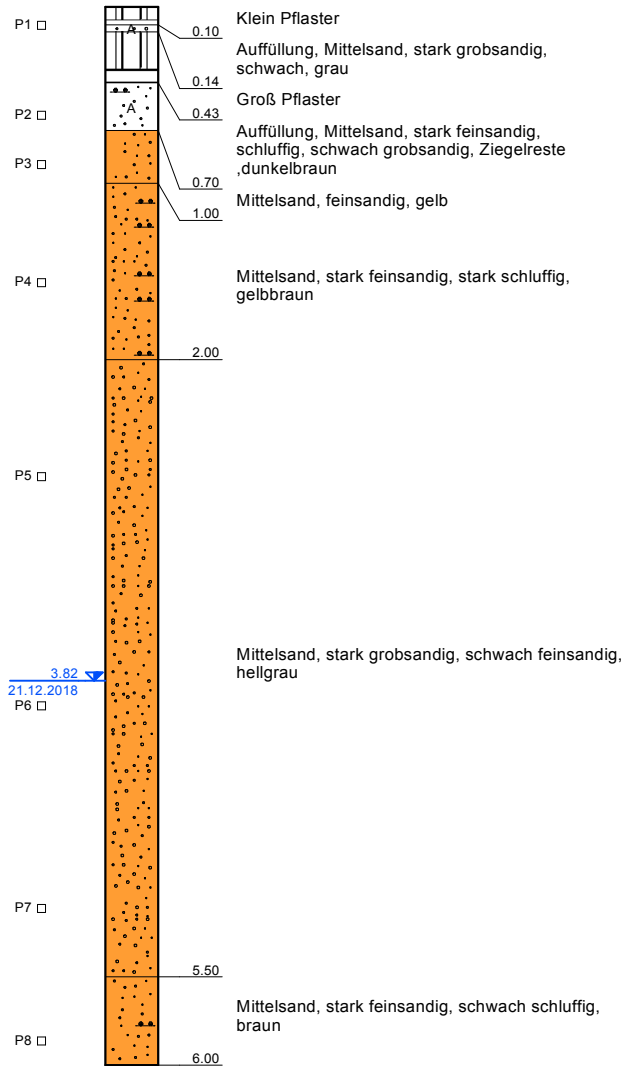 P1
A
0.10
Klein Pflaster
Auffüllung, Mittelsand, stark grobsandig,
schwach, grau
0.14
Groß Pflaster
P2
A
0.43
Auffüllung, Mittelsand, stark feinsandig,
schluffig, schwach grobsandig, Ziegelreste
,dunkelbraun
P3
0.70
Mittelsand, feinsandig, gelb
1.00
P4
Mittelsand, stark feinsandig, stark schluffig,
gelbbraun
2.00
P5
Mittelsand, stark grobsandig, schwach feinsandig,
hellgrau
3.82
21.12.2018
P6
P7
5.50
Mittelsand, stark feinsandig, schwach schluffig,
braun
P8
6.00